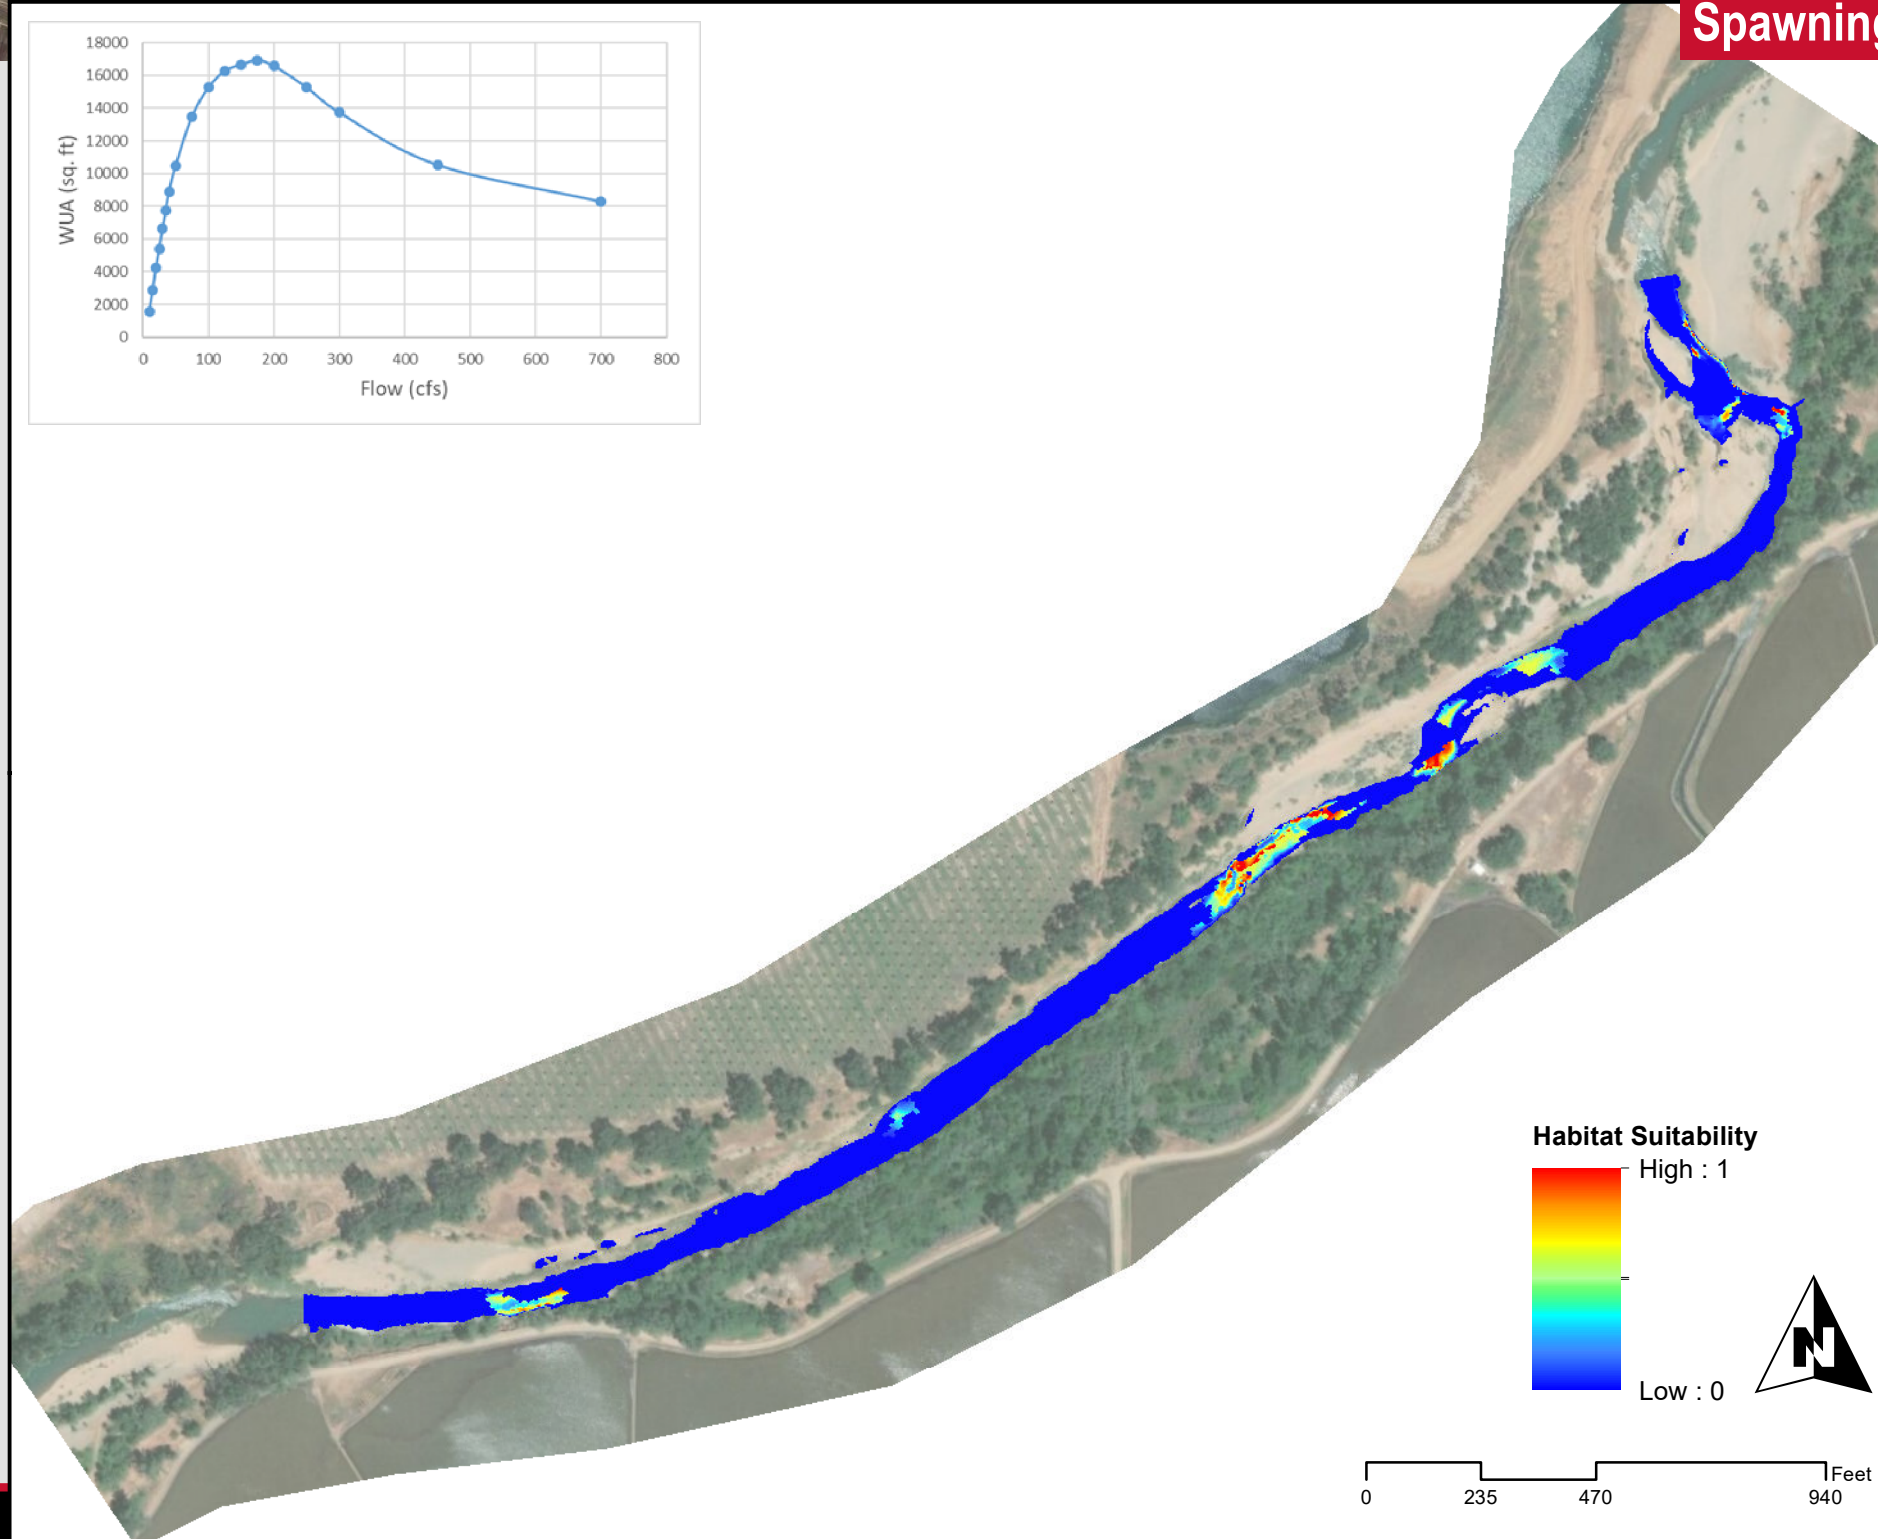 Spawning
18000
16000
14000
12000
10000
8000
6000
4000
2000
0
WUA (sq. ft)
0 100 200 300 400 500 600 700 800
Flow (cfs)
Habitat Suitability
High : 1
Low : 0
N
Feet
0 235 470 940